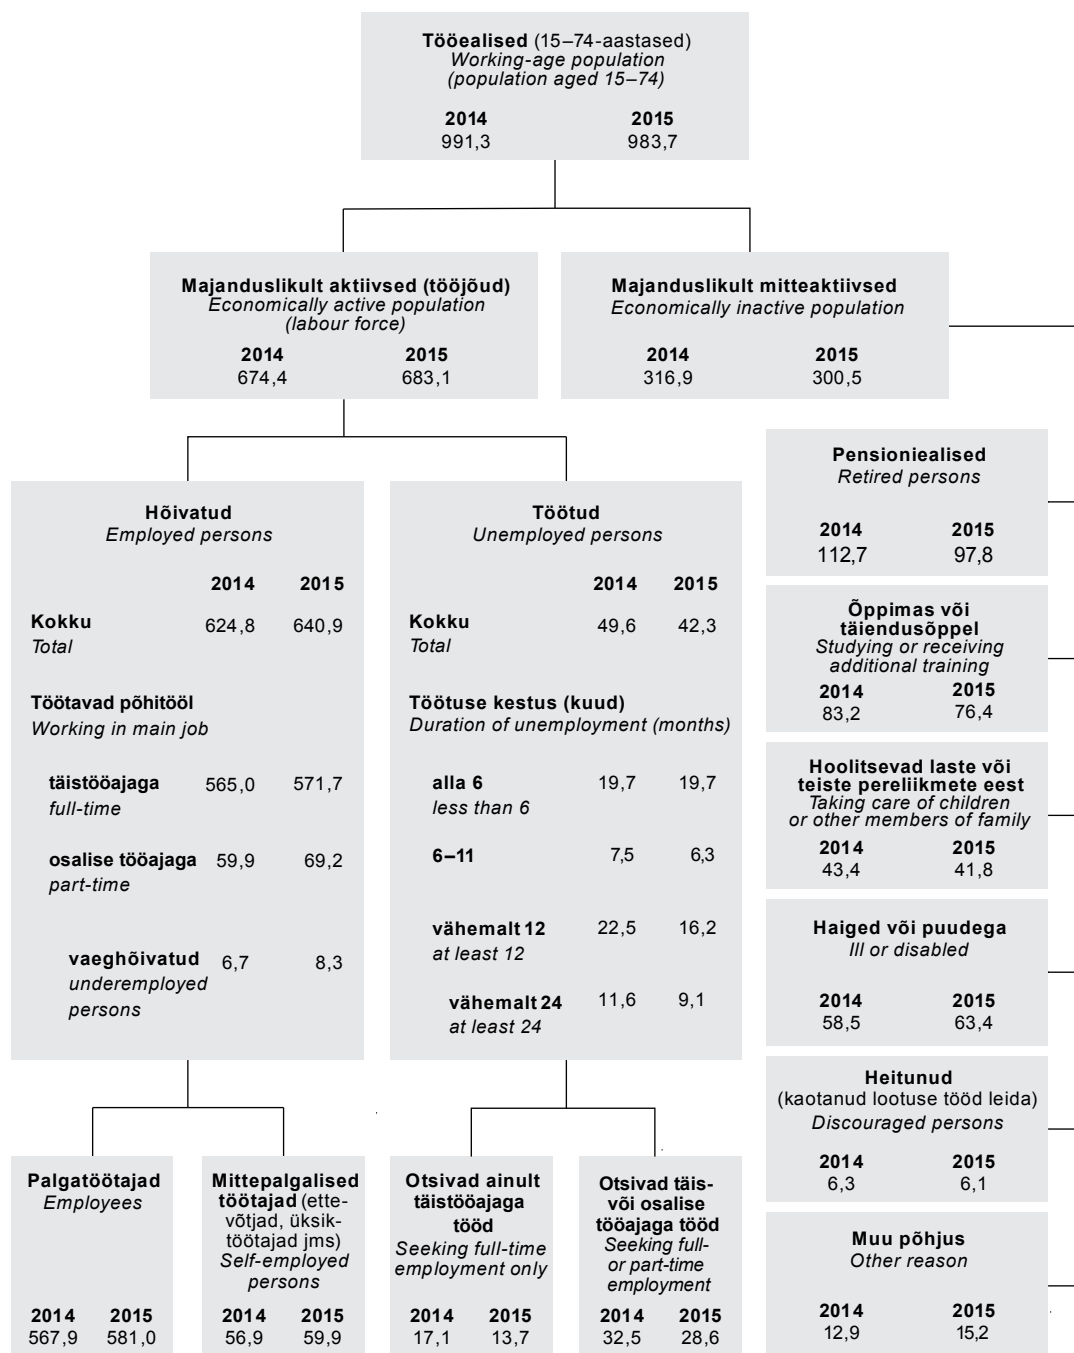 Tööealised (15–74-aastased)
Working-age population
(population aged 15–74)
2014 2015
991,3 983,7
Majanduslikult aktiivsed (tööjõud)
Economically active population
(labour force)
2014 2015
674,4 683,1
Majanduslikult mitteaktiivsed
Economically inactive population
2014 2015
316,9 300,5
Hõivatud
Employed persons
2014 2015
Kokku 624,8 640,9
Total
Töötavad põhitööl
Working in main job
täistööajaga 565,0 571,7
full-time
osalise tööajaga 59,9 69,2
part-time
vaeghõivatud 6,7 8,3
underemployed
persons
Töötud
Unemployed persons
2014 2015
Kokku 49,6 42,3
Total
Töötuse kestus (kuud)
Duration of unemployment (months)
alla 6 19,7 19,7
less than 6
6–11 7,5 6,3
vähemalt 12 22,5 16,2
at least 12
vähemalt 24 11,6 9,1
at least 24
Pensioniealised
Retired persons
2014 2015
112,7 97,8
Õppimas või
täiendusõppel
Studying or receiving
additional training
2014 2015
83,2 76,4
Hoolitsevad laste või
teiste pereliikmete eest
Taking care of children
or other members of family
2014 2015
43,4 41,8
Haiged või puudega
Ill or disabled
2014 2015
58,5 63,4
Heitunud
(kaotanud lootuse tööd leida)
Discouraged persons
2014 2015
6,3 6,1
Muu põhjus
Other reason
2014 2015
12,9 15,2
Palgatöötajad
Employees
2014 2015
567,9 581,0
Mittepalgalised
töötajad (ette-
võtjad, üksik-
töötajad jms)
Self-employed
persons
2014 2015
56,9 59,9
Otsivad ainult
täistööajaga
tööd
Seeking full-time
employment only
2014 2015
17,1 13,7
Otsivad täis-
või osalise
tööajaga tööd
Seeking full-
or part-time
employment
2014 2015
32,5 28,6